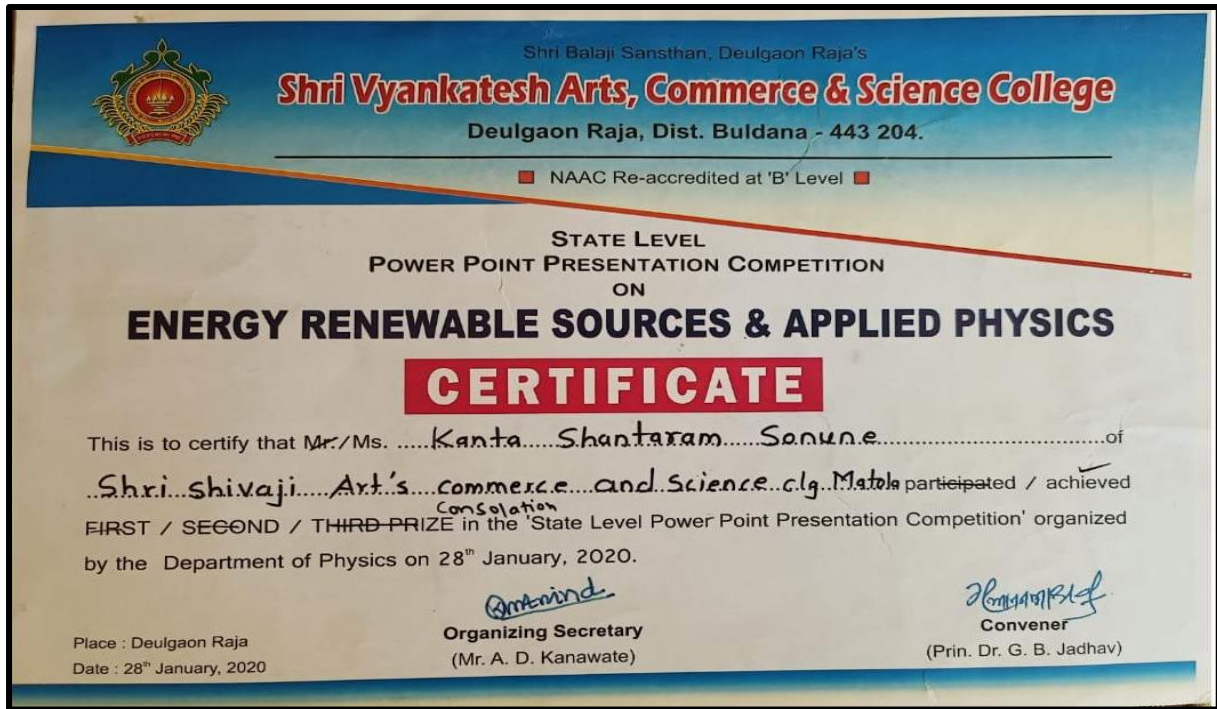 Shri Balaji Sansthan, Deulgaon Raja's
Shri Vyankatesh Arts, Commerce & Science College
Deulgaon Raja, Dist. Buldana - 443 204.
NAAC Re-accredited at 'B' Level
STATE LEVEL
POWER POINT PRESENTATION COMPETITION
ON
ENERGY RENEWABLE SOURCES & APPLIED PHYSICS
CERTIFICATE
This is to certify that Mr./Ms. .....Kanta.....Shantaram.....Sonune.....of
..Shri...Shivaji.....Art's....commerce....and..Science..clg..Matola participated / achieved
Consolation
FIRST / SECOND / THIRD PRIZE in the 'State Level Power Point Presentation Competition' organized
by the Department of Physics on 28th January, 2020.
Organizing Secretary
(Mr. A. D. Kanawate)
Convener
(Prin. Dr. G. B. Jadhav)
Place : Deulgaon Raja
Date : 28th January, 2020